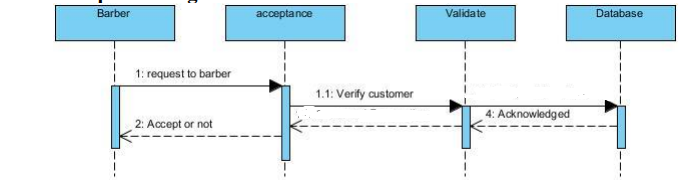 Barber
acceptance
Validate
Database
1: request to barber
1.1: Verify customer
4: Acknowledged
2: Accept or not